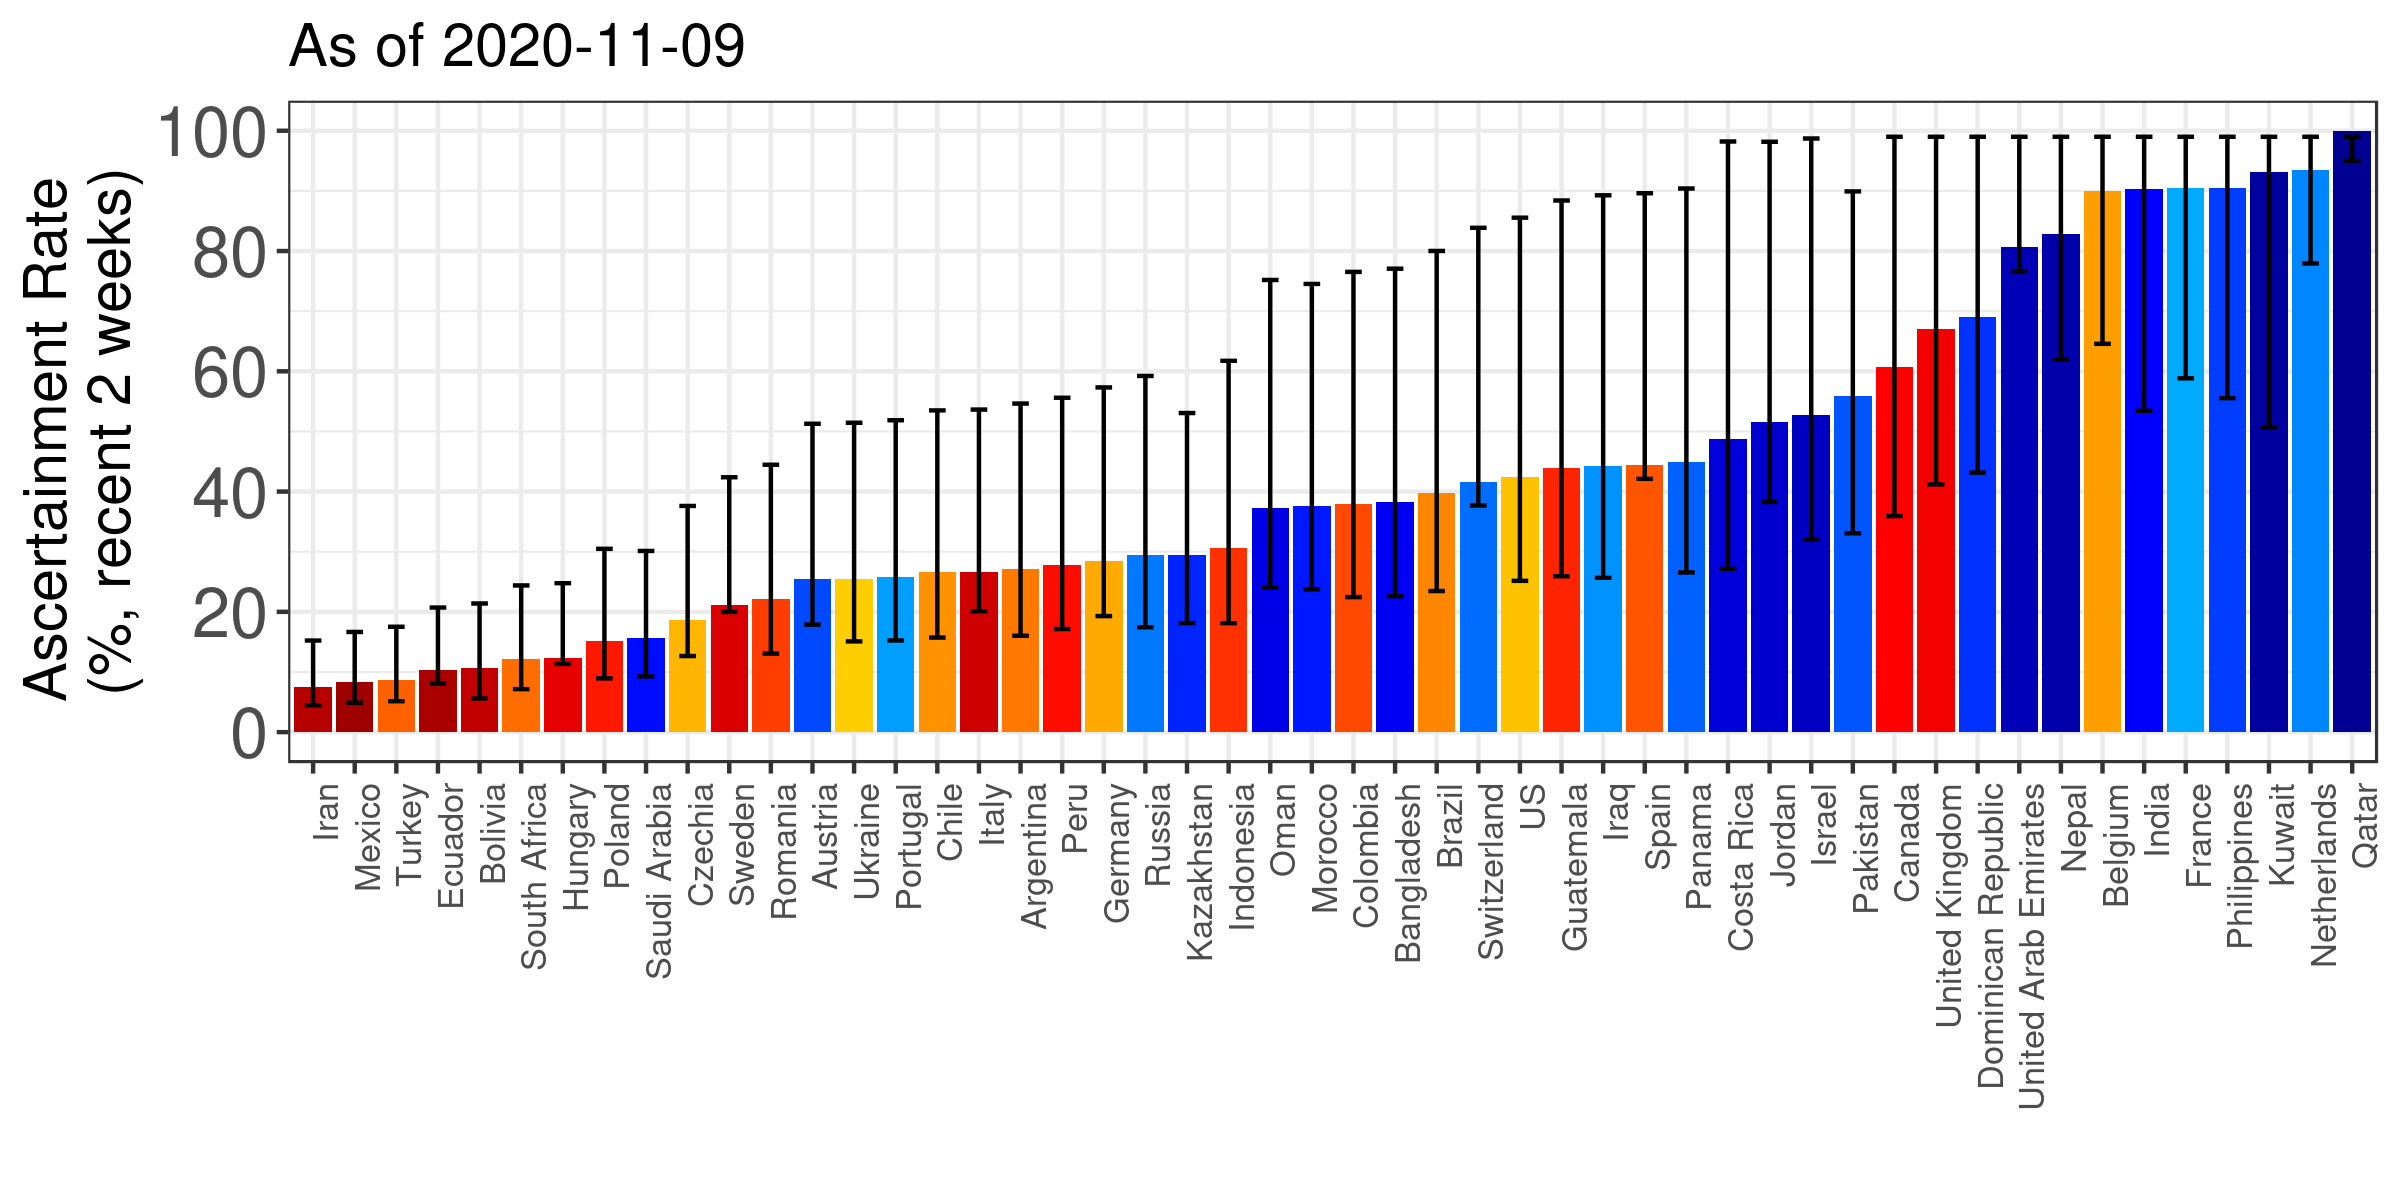 As of 2020-11-09
Ascertainment Rate
(%, recent 2 weeks)
100
80
60
40
20
0
Iran
Mexico
Turkey
Ecuador
Bolivia
South Africa
Hungary
Poland
Saudi Arabia
Czechia
Sweden
Romania
Austria
Ukraine
Portugal
Chile
Italy
Argentina
Peru
Germany
Russia
Kazakhstan
Indonesia
Oman
Morocco
Colombia
Bangladesh
Brazil
Switzerland
US
Guatemala
Iraq
Spain
Panama
Costa Rica
Jordan
Israel
Pakistan
Canada
United Kingdom
Dominican Republic
United Arab Emirates
Nepal
Belgium
India
France
Philippines
Kuwait
Netherlands
Qatar